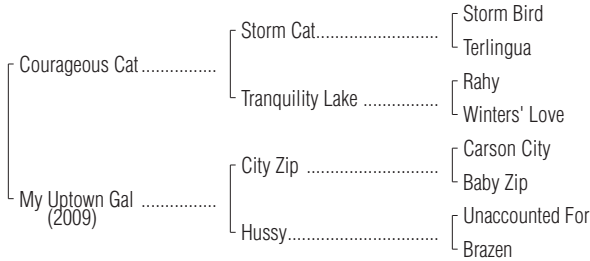 Storm Bird
Storm Cat........................
Terlingua
Courageous Cat...............
Rahy
Tranquility Lake ...............
Winters' Love
Carson City
City Zip ..........................
Baby Zip
My Uptown Gal ...............
(2009)
Unaccounted For
Hussy..............................
Brazen